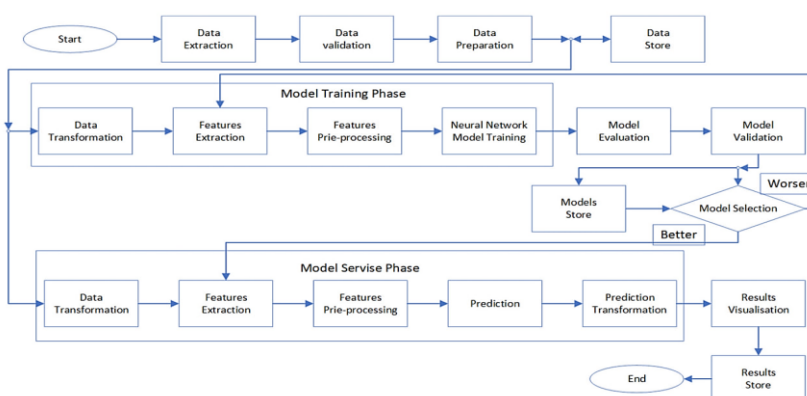 Start
Data
Extraction
Data
validation
Data
Preparation
Data
Store
Model Training Phase
Data
Transformation
Features
Extraction
Features
Prie-processing
Neural Network
Model Training
Model
Evaluation
Model
Validation
Models
Store
Model Selection
Worser
Better
Model Servise Phase
Data
Transformation
Features
Extraction
Features
Prie-processing
Prediction
Prediction
Transformation
Results
Visualisation
Results
Store
End